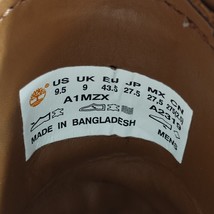 US UK EU JP MX CN
9.5 9 43.5 27.5 27.5
A1MZX A2319
MADE IN BANGLADESH MENS